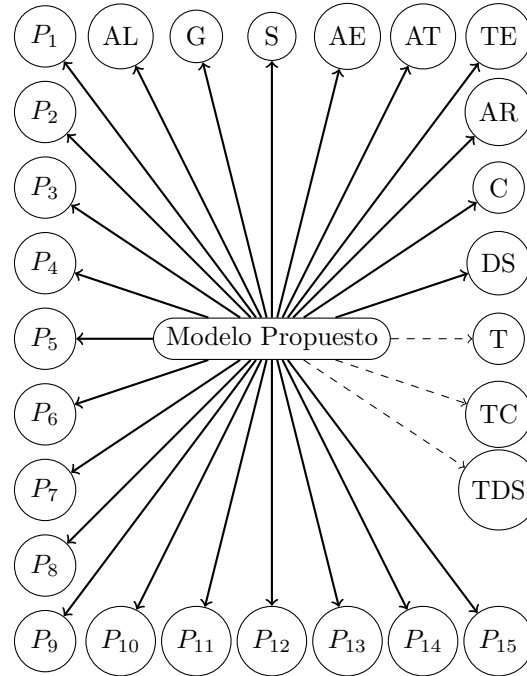 P1 AL G S AE AT TE
P2 AR
P3 C
P4 DS
P5 Modelo Propuesto T
P6 TC
P7 TDS
P8
P9 P10 P11 P12 P13 P14 P15